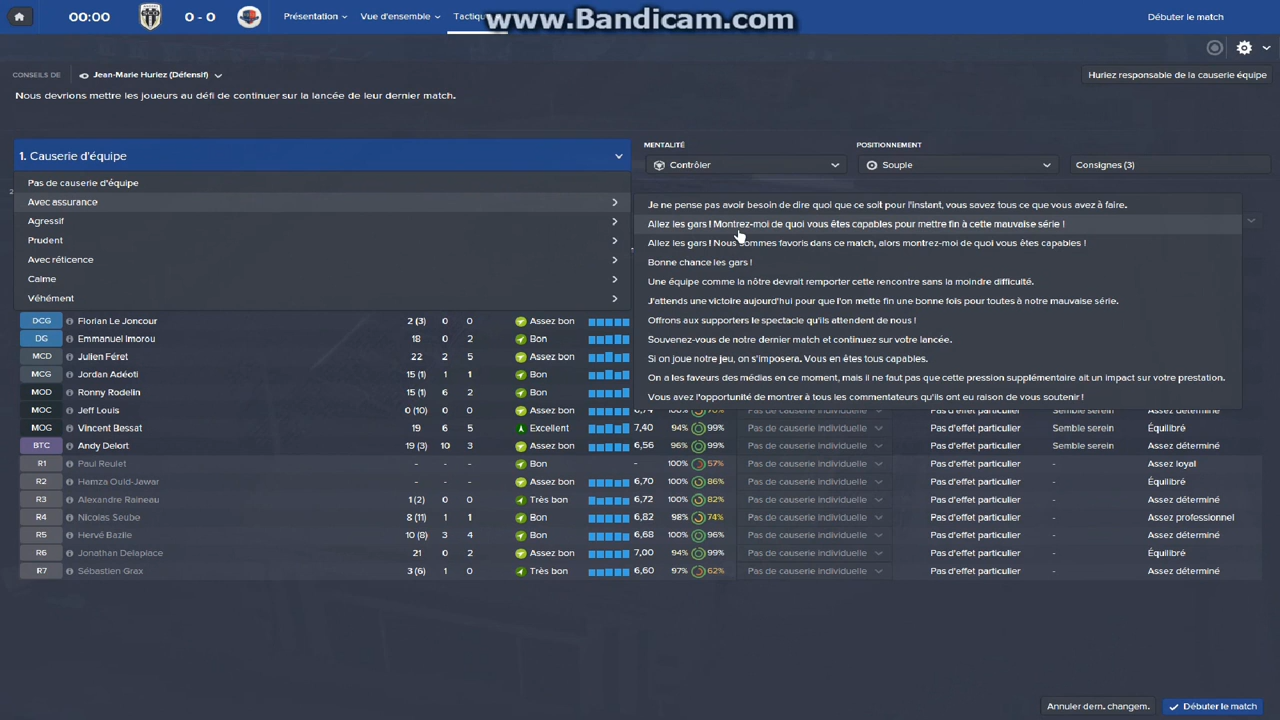 00:00 0 - 0 Présentation Vue d'ensemble Tactiqu www.Bandicam.com Débuter le match
CONSEILS DE Jean-Marie Huriez (Défensif) Huriez responsable de la causerie équipe
Nous devrions mettre les joueurs au défi de continuer sur la lancée de leur dernier match.
MENTALITÉ POSITIONNEMENT
1. Causerie d'équipe Contrôler Souple Consignes (3)
Pas de causerie d'équipe
Avec assurance
Agressif
Prudent
Avec réticence
Calme
Véhément
Je ne pense pas avoir besoin de dire quoi que ce soit pour l'instant, vous savez tous ce que vous avez à faire.
Allez les gars ! Montrez-moi de quoi vous êtes capables pour mettre fin à cette mauvaise série !
Allez les gars ! Nous sommes favoris dans ce match, alors montrez-moi de quoi vous êtes capables !
Bonne chance les gars !
Une équipe comme la nôtre devrait remporter cette rencontre sans la moindre difficulté.
J'attends une victoire aujourd'hui pour que l'on mette fin une bonne fois pour toutes à notre mauvaise série.
Offrons aux supporters le spectacle qu'ils attendent de nous !
Souvenez-vous de notre dernier match et continuez sur votre lancée.
Si on joue notre jeu, on s'imposera. Vous en êtes tous capables.
On a les faveurs des médias en ce moment, mais il ne faut pas que cette pression supplémentaire ait un impact sur votre prestation.
Vous avez l'opportunité de montrer à tous les commentateurs qu'ils ont eu raison de vous soutenir !
DCG Florian Le Joncour 2 (3) 0 0 Assez bon
DG Emmanuel Imorou 18 0 2 Bon
MCD Julien Féret 22 2 5 Assez bon
MCG Jordan Adéoti 15 (1) 1 1 Bon
MOD Ronny Rodelin 15 (1) 6 2 Bon
MOC Jeff Louis 0 (10) 0 0 Assez bon 6,74 70% Pas de causerie individuelle Pas d'effet particulier Semble serein Assez déterminé
MOG Vincent Bessat 19 6 5 Excellent 7,40 94% 99% Pas de causerie individuelle Pas d'effet particulier Semble serein Équilibré
BTC Andy Delort 19 (3) 10 3 Assez bon 6,56 96% 99% Pas de causerie individuelle Pas d'effet particulier Semble serein Assez déterminé
R1 Paul Reulet - - - Bon - 100% 57% Pas de causerie individuelle Pas d'effet particulier - Assez loyal
R2 Hamza Ould-Jawar - - - Assez bon 6,70 100% 86% Pas de causerie individuelle Pas d'effet particulier - Équilibré
R3 Alexandre Raineau 1 (2) 0 0 Très bon 6,72 100% 82% Pas de causerie individuelle Pas d'effet particulier - Assez déterminé
R4 Nicolas Seube 8 (11) 1 1 Bon 6,82 98% 74% Pas de causerie individuelle Pas d'effet particulier - Assez professionnel
R5 Hervé Bazile 10 (8) 3 4 Bon 6,68 100% 96% Pas de causerie individuelle Pas d'effet particulier - Assez déterminé
R6 Jonathan Delaplace 21 0 2 Assez bon 7,00 94% 99% Pas de causerie individuelle Pas d'effet particulier - Équilibré
R7 Sébastien Grax 3 (6) 1 0 Très bon 6,60 97% 62% Pas de causerie individuelle Pas d'effet particulier - Assez déterminé
Annuler dern. changem. Débuter le match